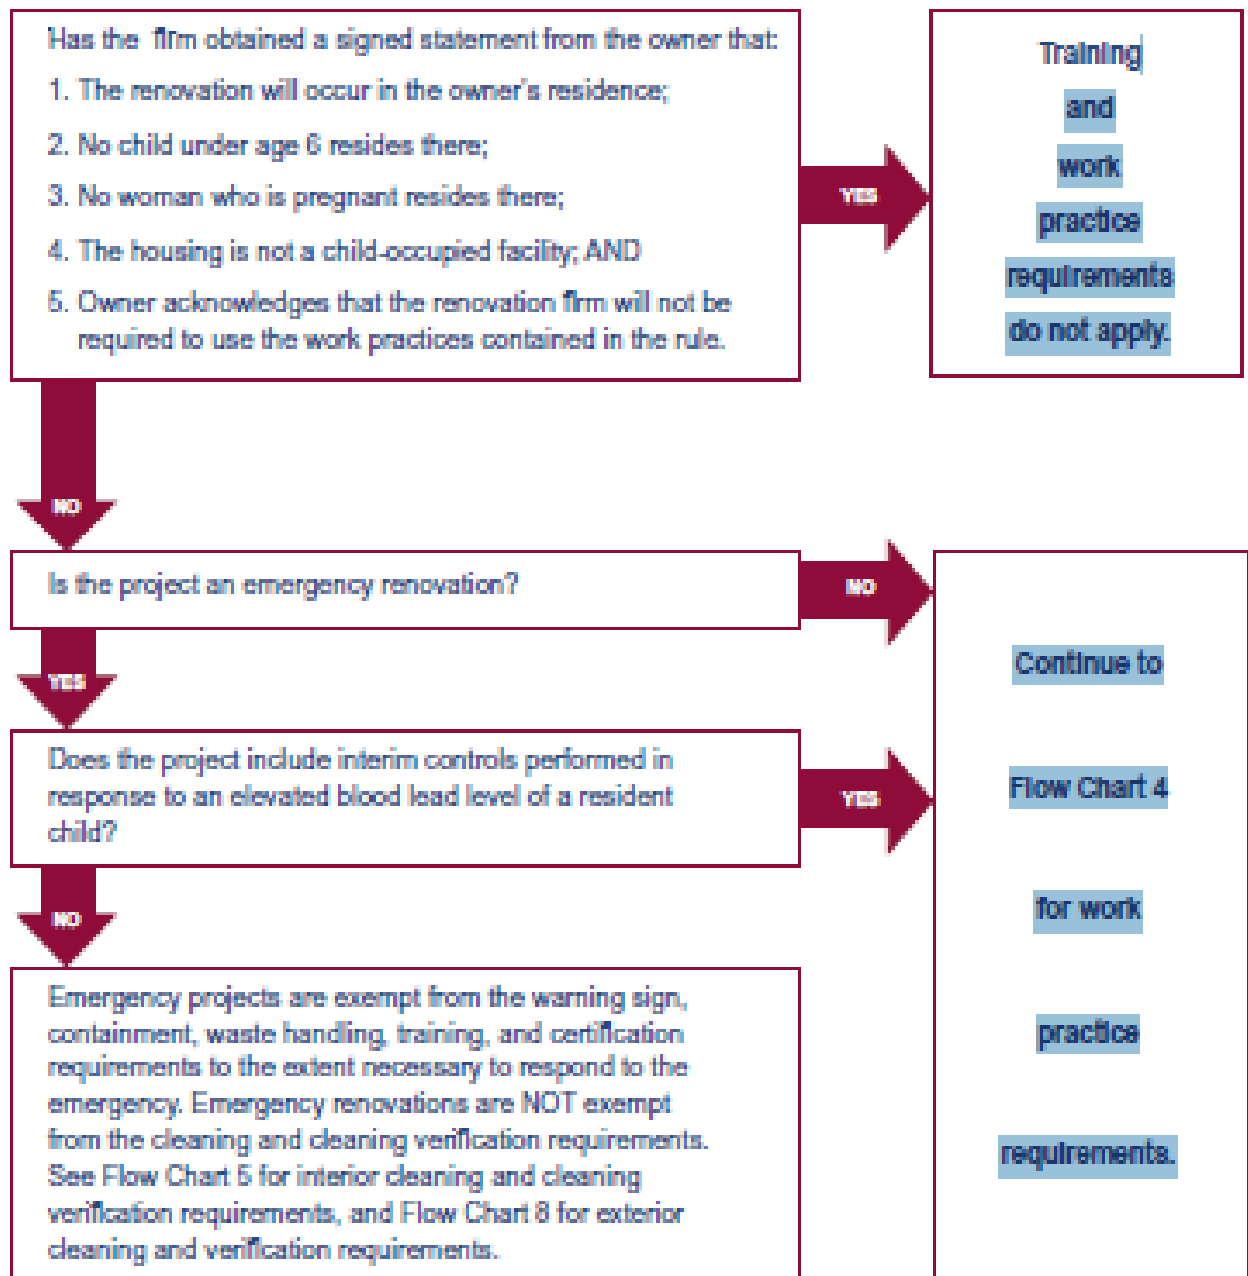 Has the firm obtained a signed statement from the owner that:
1. The renovation will occur in the owner's residence;
2. No child under age 6 resides there;
3. No woman who is pregnant resides there;
4. The housing is not a child-occupied facility; AND
5. Owner acknowledges that the renovation firm will not be
required to use the work practices contained in the rule.
YES
Training
and
work
practice
requirements
do not apply.
NO
Is the project an emergency renovation?
NO
YES
Does the project include interim controls performed in
response to an elevated blood lead level of a resident
child?
YES
Continue to
Flow Chart 4
for work
practice
requirements.
NO
Emergency projects are exempt from the warning sign,
containment, waste handling, training, and certification
requirements to the extent necessary to respond to the
emergency. Emergency renovations are NOT exempt
from the cleaning and cleaning verification requirements.
See Flow Chart 5 for interior cleaning and cleaning
verification requirements, and Flow Chart 8 for exterior
cleaning and verification requirements.